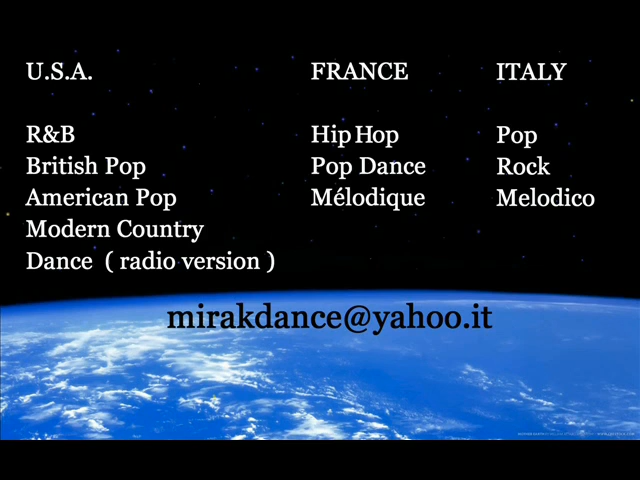 U.S.A.
R&B
British Pop
American Pop
Modern Country
Dance ( radio version )
FRANCE
Hip Hop
Pop Dance
Mélodique
ITALY
Pop
Rock
Melodico
mirakdance@yahoo.it